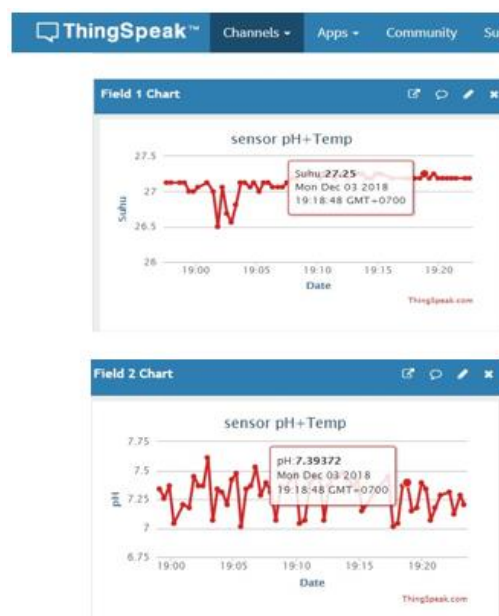 ThingSpeak™ Channels Apps Community Su
Field 1 Chart
sensor pH+Temp
27.5
27
26.5
26
Suhu
Suhu:27.25
Mon Dec 03 2018
19:18:48 GMT+0700
19:00 19:05 19:10 19:15 19:20
Date
ThingSpeak.com
Field 2 Chart
sensor pH+Temp
7.75
7.5
7.25
7
6.75
pH
pH:7.39372
Mon Dec 03 2018
19:18:48 GMT+0700
19:00 19:05 19:10 19:15 19:20
Date
ThingSpeak.com